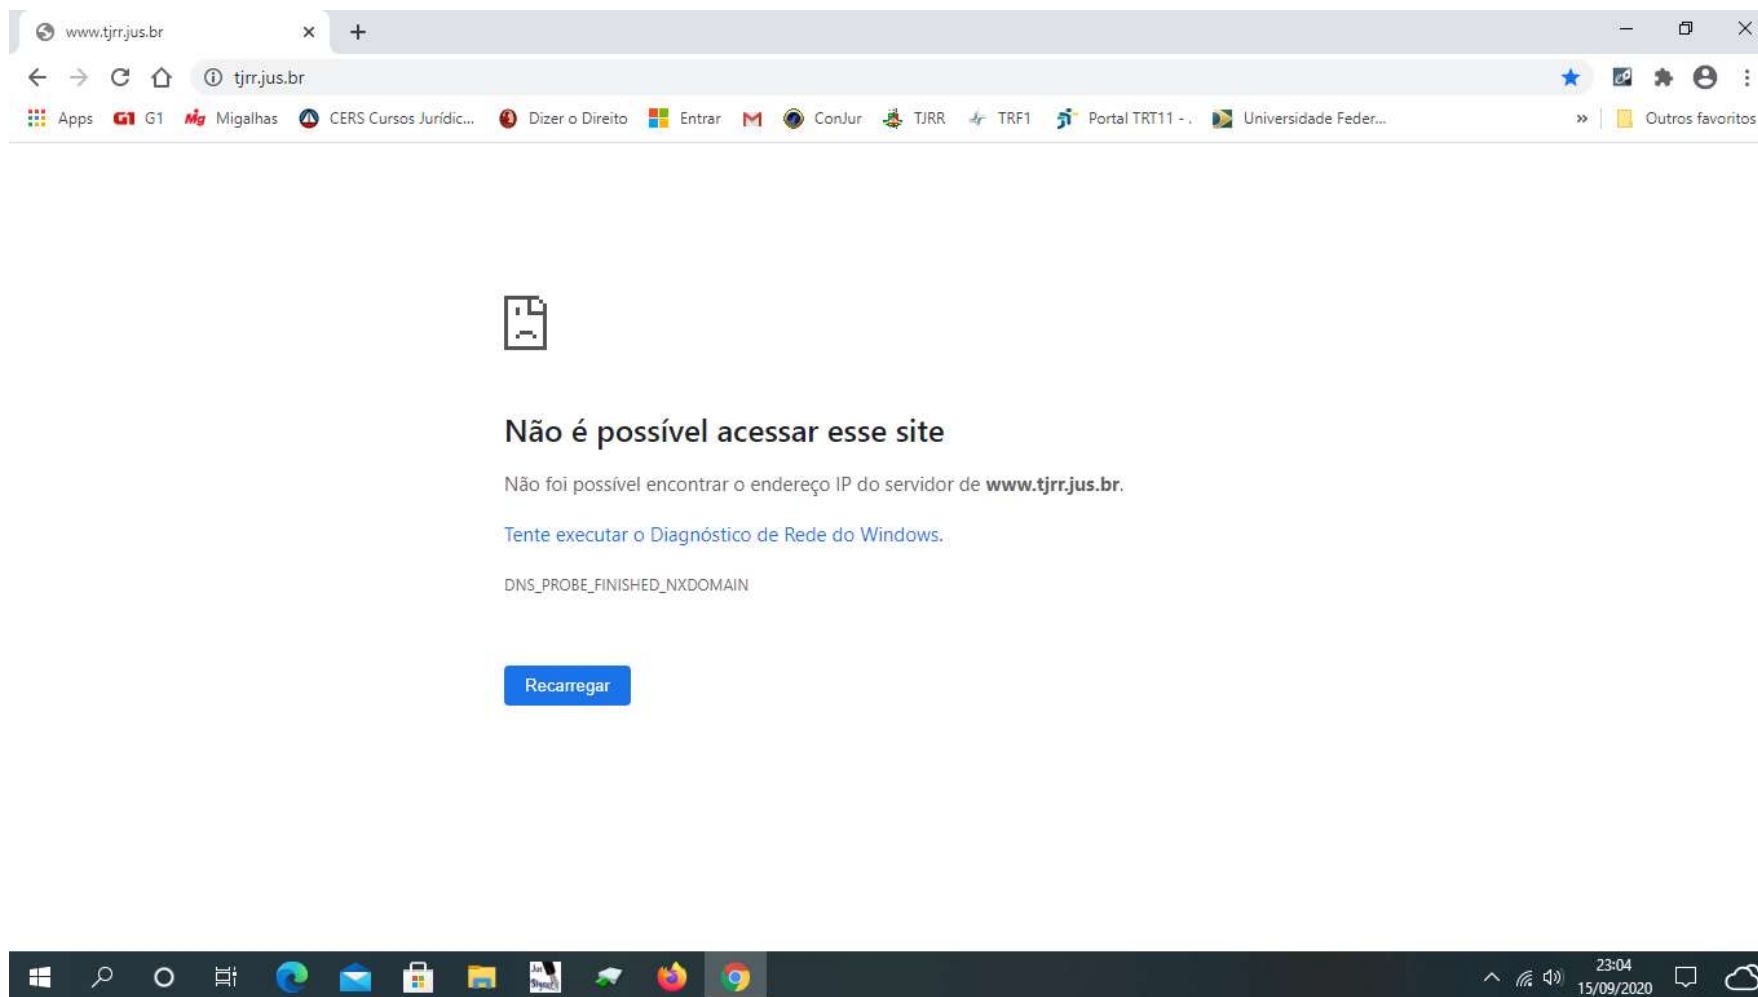 www.tjrr.jus.br
tjrr.jus.br
Apps G1 G1 Mg Migalhas CERS Cursos Jurídic... Dizer o Direito Entrar M ConJur TJRR TRF1 Portal TRT11 - . Universidade Feder... » Outros favoritos
Não é possível acessar esse site
Não foi possível encontrar o endereço IP do servidor de www.tjrr.jus.br.
Tente executar o Diagnóstico de Rede do Windows.
DNS_PROBE_FINISHED_NXDOMAIN
Recarregar
23:04
15/09/2020